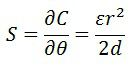 S = ∂C/∂θ = εr²/2d